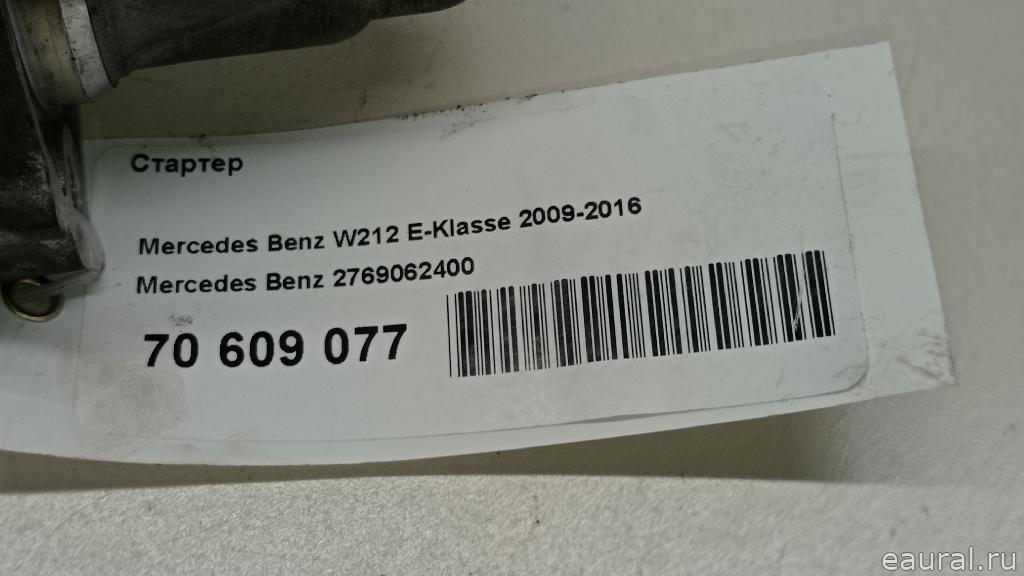 Стартер
Mercedes Benz W212 E-Klasse 2009-2016
Mercedes Benz 2769062400
70 609 077
eaural.ru